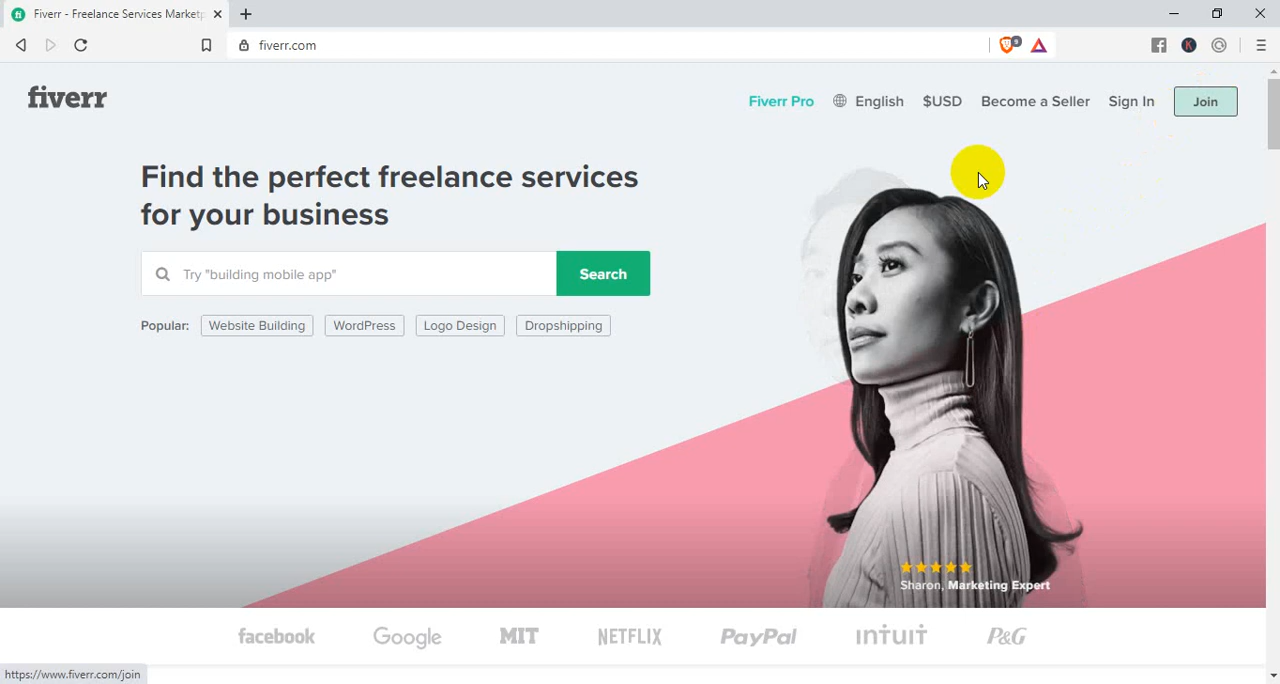 Fiverr - Freelance Services Marketp
fiverr.com
9
fiverr
Fiverr Pro
English
$USD
Become a Seller
Sign In
Join
Find the perfect freelance services
for your business
Try "building mobile app"
Search
Popular:
Website Building
WordPress
Logo Design
Dropshipping
Sharon, Marketing Expert
facebook
Google
MIT
NETFLIX
PayPal
intuit
P&G
https://www.fiverr.com/join